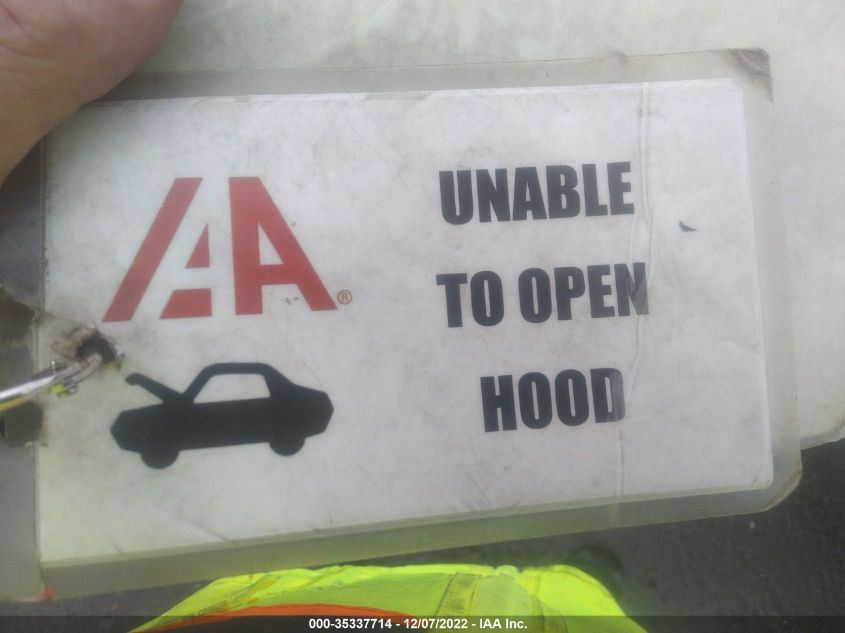 IAA®
UNABLE
TO OPEN
HOOD
000-35337714 - 12/07/2022 - IAA Inc.